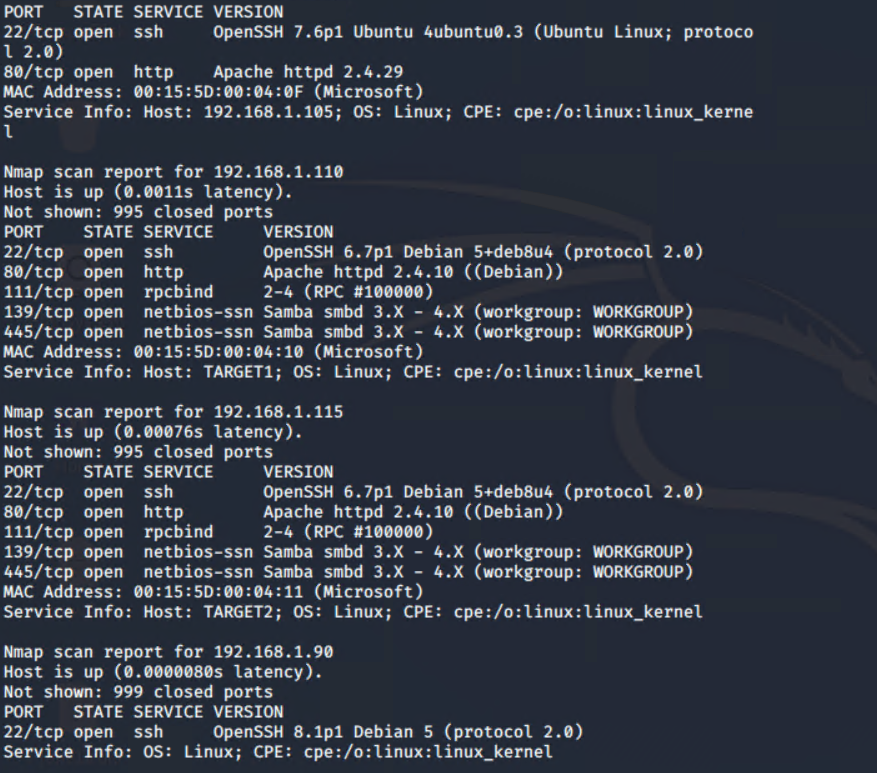 PORT   STATE SERVICE VERSION
22/tcp open  ssh     OpenSSH 7.6p1 Ubuntu 4ubuntu0.3 (Ubuntu Linux; protoco
l 2.0)
80/tcp open  http    Apache httpd 2.4.29
MAC Address: 00:15:5D:00:04:0F (Microsoft)
Service Info: Host: 192.168.1.105; OS: Linux; CPE: cpe:/o:linux:linux_kerne
l
Nmap scan report for 192.168.1.110
Host is up (0.0011s latency).
Not shown: 995 closed ports
PORT    STATE SERVICE     VERSION
22/tcp  open  ssh         OpenSSH 6.7p1 Debian 5+deb8u4 (protocol 2.0)
80/tcp  open  http        Apache httpd 2.4.10 ((Debian))
111/tcp open  rpcbind     2-4 (RPC #100000)
139/tcp open  netbios-ssn Samba smbd 3.X - 4.X (workgroup: WORKGROUP)
445/tcp open  netbios-ssn Samba smbd 3.X - 4.X (workgroup: WORKGROUP)
MAC Address: 00:15:5D:00:04:10 (Microsoft)
Service Info: Host: TARGET1; OS: Linux; CPE: cpe:/o:linux:linux_kernel
Nmap scan report for 192.168.1.115
Host is up (0.00076s latency).
Not shown: 995 closed ports
PORT    STATE SERVICE     VERSION
22/tcp  open  ssh         OpenSSH 6.7p1 Debian 5+deb8u4 (protocol 2.0)
80/tcp  open  http        Apache httpd 2.4.10 ((Debian))
111/tcp open  rpcbind     2-4 (RPC #100000)
139/tcp open  netbios-ssn Samba smbd 3.X - 4.X (workgroup: WORKGROUP)
445/tcp open  netbios-ssn Samba smbd 3.X - 4.X (workgroup: WORKGROUP)
MAC Address: 00:15:5D:00:04:11 (Microsoft)
Service Info: Host: TARGET2; OS: Linux; CPE: cpe:/o:linux:linux_kernel
Nmap scan report for 192.168.1.90
Host is up (0.0000080s latency).
Not shown: 999 closed ports
PORT   STATE SERVICE VERSION
22/tcp open  ssh     OpenSSH 8.1p1 Debian 5 (protocol 2.0)
Service Info: OS: Linux; CPE: cpe:/o:linux:linux_kernel